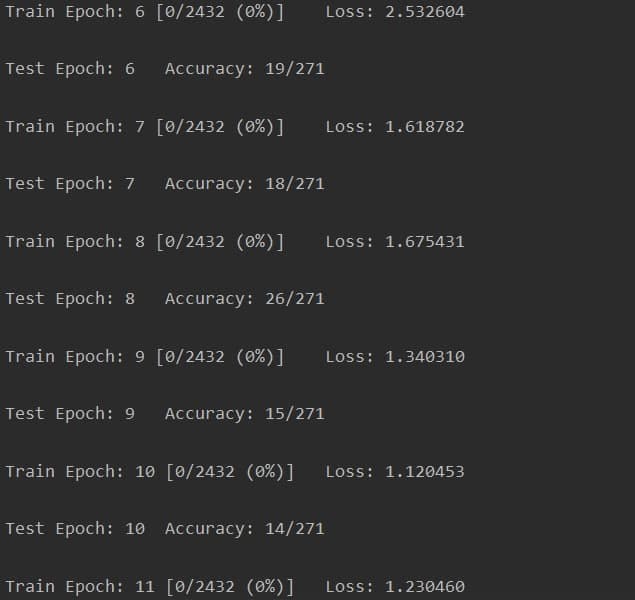 Train Epoch: 6 [0/2432 (0%)]    Loss: 2.532604
Test Epoch: 6   Accuracy: 19/271
Train Epoch: 7 [0/2432 (0%)]    Loss: 1.618782
Test Epoch: 7   Accuracy: 18/271
Train Epoch: 8 [0/2432 (0%)]    Loss: 1.675431
Test Epoch: 8   Accuracy: 26/271
Train Epoch: 9 [0/2432 (0%)]    Loss: 1.340310
Test Epoch: 9   Accuracy: 15/271
Train Epoch: 10 [0/2432 (0%)]   Loss: 1.120453
Test Epoch: 10  Accuracy: 14/271
Train Epoch: 11 [0/2432 (0%)]   Loss: 1.230460